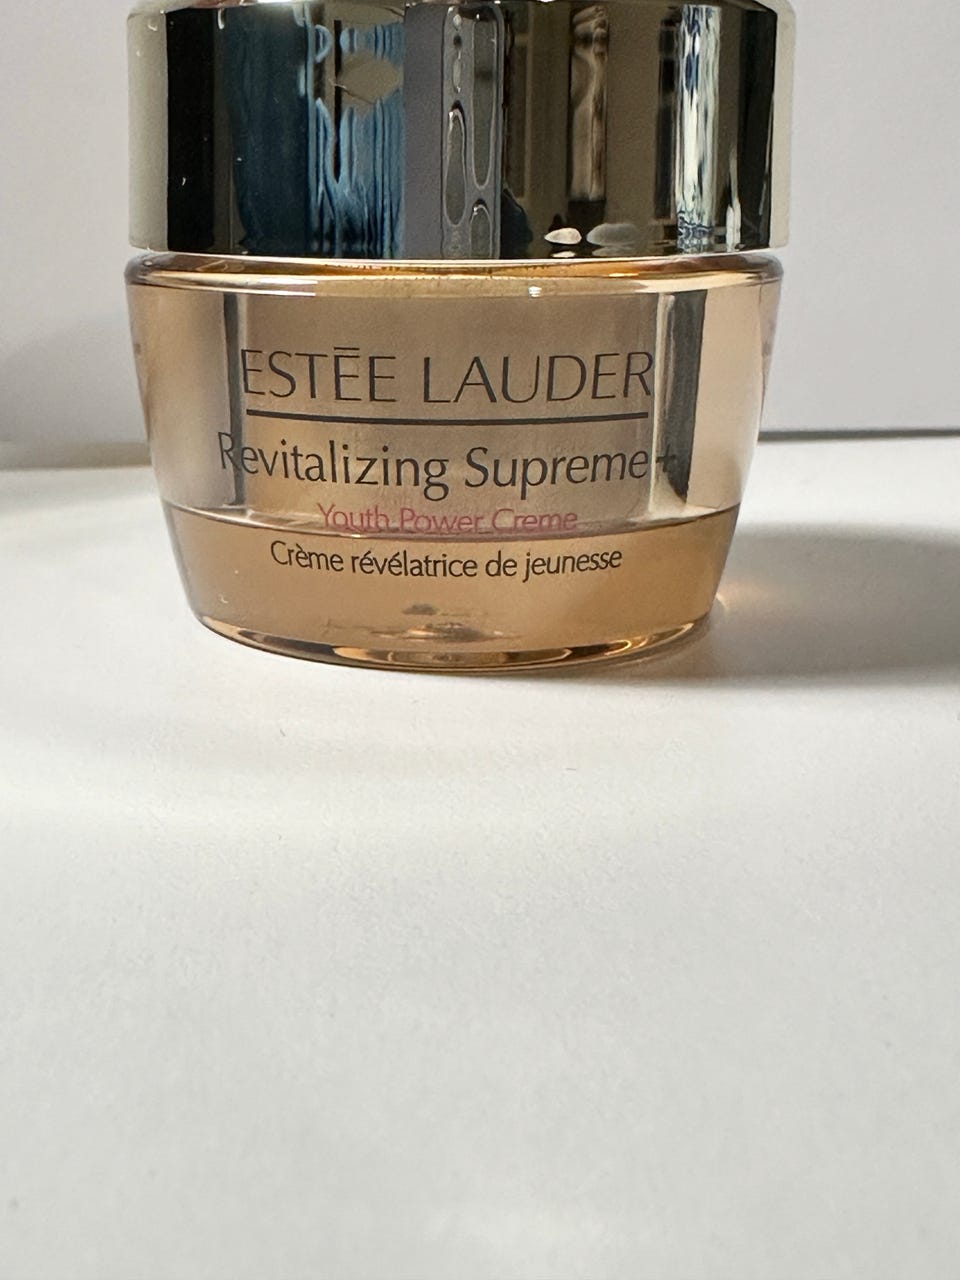 ESTĒE LAUDER
Revitalizing Supreme+
Youth Power Creme
Crème révélatrice de jeunesse